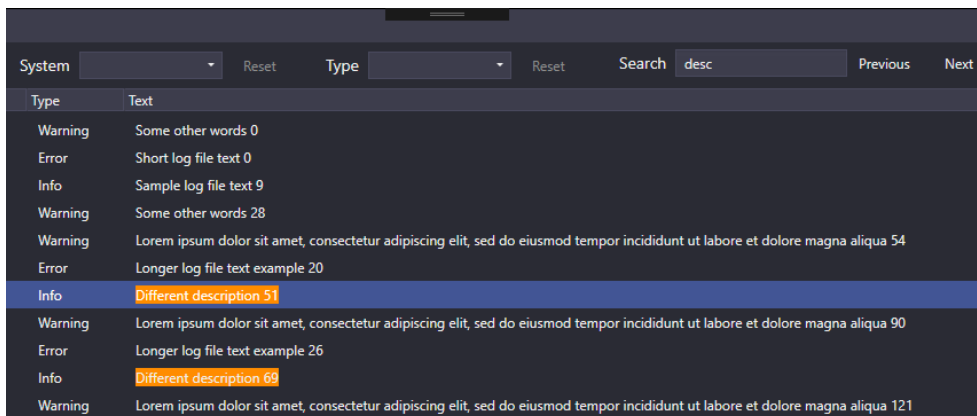 System Reset Type Reset Search desc Previous Next
Type Text
Warning Some other words 0
Error Short log file text 0
Info Sample log file text 9
Warning Some other words 28
Warning Lorem ipsum dolor sit amet, consectetur adipiscing elit, sed do eiusmod tempor incididunt ut labore et dolore magna aliqua 54
Error Longer log file text example 20
Info Different description 51
Warning Lorem ipsum dolor sit amet, consectetur adipiscing elit, sed do eiusmod tempor incididunt ut labore et dolore magna aliqua 90
Error Longer log file text example 26
Info Different description 69
Warning Lorem ipsum dolor sit amet, consectetur adipiscing elit, sed do eiusmod tempor incididunt ut labore et dolore magna aliqua 121